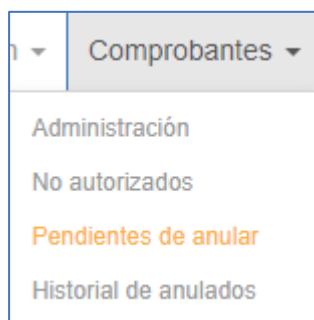 Comprobantes
Administración
No autorizados
Pendientes de anular
Historial de anulados